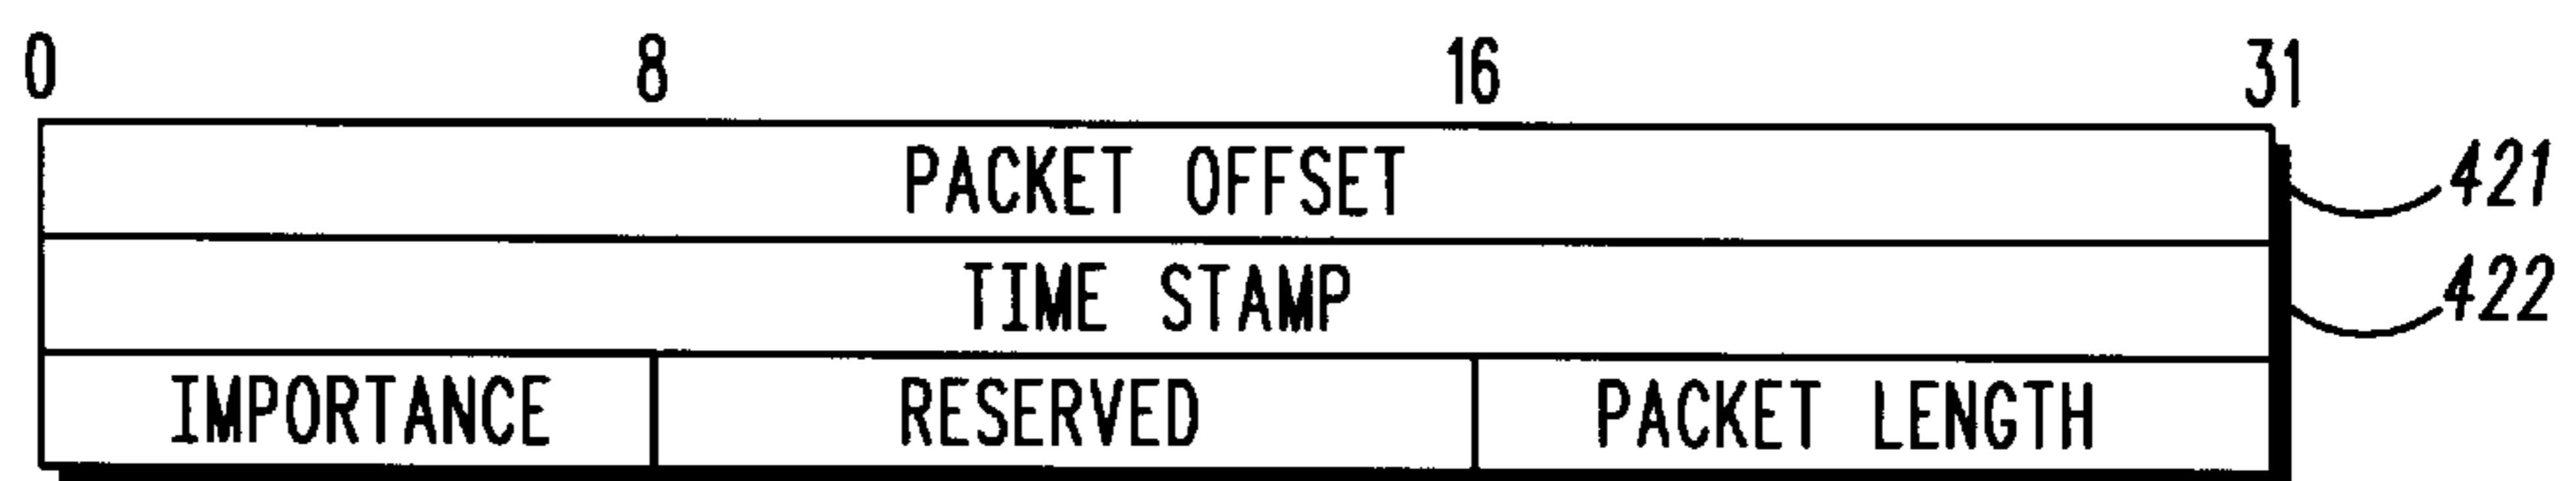 0 8 16 31
PACKET OFFSET 421
TIME STAMP 422
IMPORTANCE RESERVED PACKET LENGTH